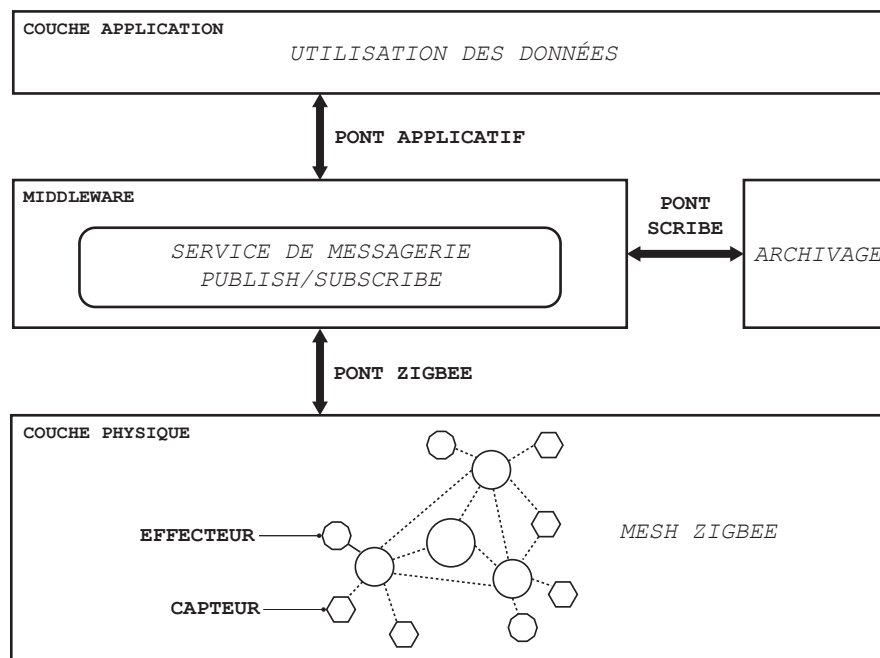 COUCHE APPLICATION
UTILISATION DES DONNÉES
PONT APPLICATIF
MIDDLEWARE
SERVICE DE MESSAGERIE
PUBLISH/SUBSCRIBE
PONT
SCRIBE
ARCHIVAGE
PONT ZIGBEE
COUCHE PHYSIQUE
EFFECTEUR
MESH ZIGBEE
CAPTEUR